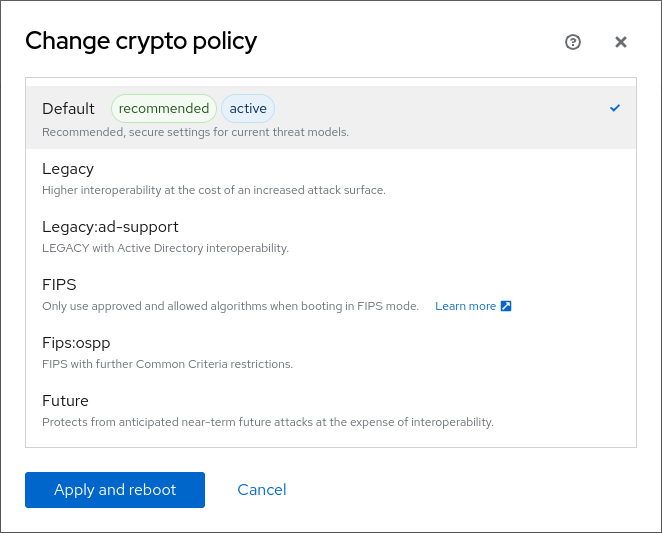 Change crypto policy
Default recommended active
Recommended, secure settings for current threat models.
Legacy
Higher interoperability at the cost of an increased attack surface.
Legacy:ad-support
LEGACY with Active Directory interoperability.
FIPS
Only use approved and allowed algorithms when booting in FIPS mode. Learn more
Fips:ospp
FIPS with further Common Criteria restrictions.
Future
Protects from anticipated near-term future attacks at the expense of interoperability.
Apply and reboot Cancel